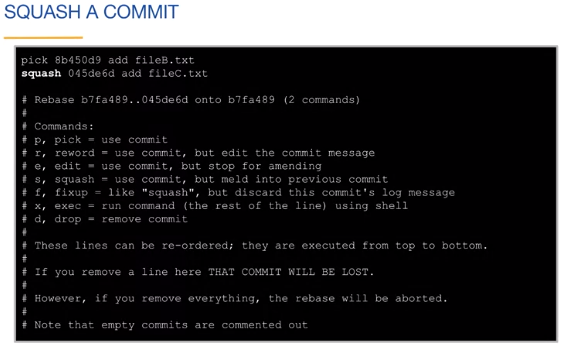 SQUASH A COMMIT
pick 8b450d9 add fileB.txt
squash 045de6d add fileC.txt
# Rebase b7fa489..045de6d onto b7fa489 (2 commands)
#
# Commands:
# p, pick = use commit
# r, reword = use commit, but edit the commit message
# e, edit = use commit, but stop for amending
# s, squash = use commit, but meld into previous commit
# f, fixup = like "squash", but discard this commit's log message
# x, exec = run command (the rest of the line) using shell
# d, drop = remove commit
#
# These lines can be re-ordered; they are executed from top to bottom.
#
# If you remove a line here THAT COMMIT WILL BE LOST.
#
# However, if you remove everything, the rebase will be aborted.
#
# Note that empty commits are commented out